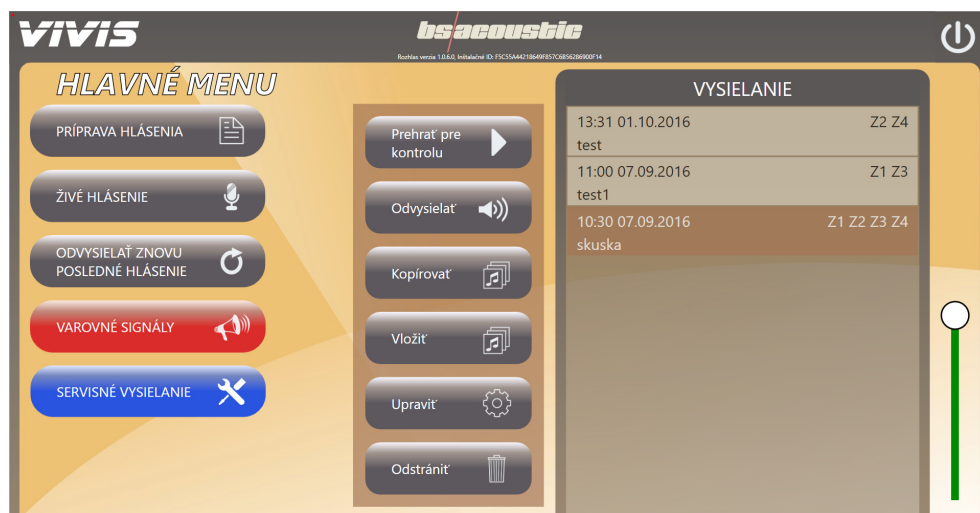 VIVIS
bsacoustic
Rozhlas verzia 1.0.6.0, Inštalačné ID: F5C55A44218649F857C6B56286900F14
HLAVNÉ MENU
PRÍPRAVA HLÁSENIA
ŽIVÉ HLÁSENIE
ODVYSIELAŤ ZNOVU
POSLEDNÉ HLÁSENIE
VAROVNÉ SIGNÁLY
SERVISNÉ VYSIELANIE
Prehrať pre
kontrolu
Odvysielať
Kopírovať
Vložiť
Upraviť
Odstrániť
VYSIELANIE
13:31 01.10.2016 Z2 Z4
test
11:00 07.09.2016 Z1 Z3
test1
10:30 07.09.2016 Z1 Z2 Z3 Z4
skuska